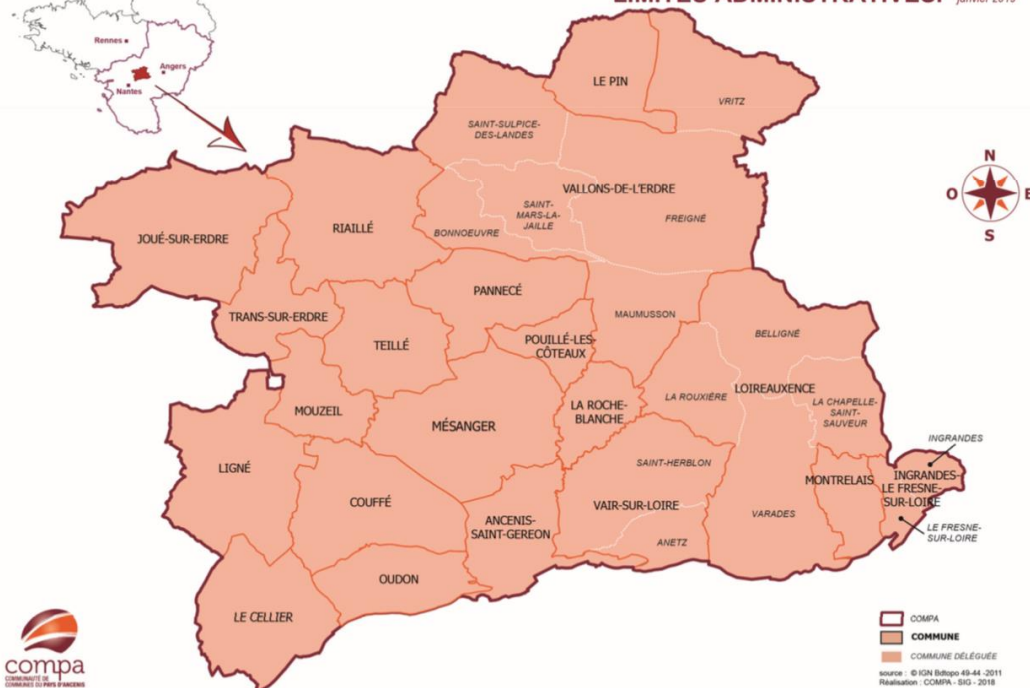 LIMITES ADMINISTRATIVES. janvier 2019
Rennes
Angers
Nantes
LE PIN
VRITZ
SAINT-SULPICE-
DES-LANDES
VALLONS-DE-L'ERDRE
SAINT-
MARS-LA-
JAILLE
FREIGNÉ
BONNOEUVRE
RIAILLÉ
JOUÉ-SUR-ERDRE
N
O
E
S
PANNECÉ
TRANS-SUR-ERDRE
MAUMUSSON
TEILLÉ
POUILLÉ-LES-
CÔTEAUX
BELLIGNÉ
LOIREAUXENCE
LA ROUXIÈRE
LA CHAPELLE-
SAINT-
SAUVEUR
MOUZEIL
MÉSANGER
LA ROCHE-
BLANCHE
INGRANDES
LIGNÉ
SAINT-HERBLON
MONTRELAIS
INGRANDES-
LE FRESNE-
SUR-LOIRE
COUFFÉ
VAIR-SUR-LOIRE
VARADES
ANCENIS-
SAINT-GEREON
LE FRESNE-
SUR-LOIRE
ANETZ
OUDON
LE CELLIER
COMPA
COMMUNE
COMMUNE DÉLÉGUÉE
source : © IGN Bdtopo 49-44 -2011
Réalisation : COMPA - SIG - 2018
compa
COMMUNAUTÉ DE
COMMUNES DU PAYS D'ANCENIS